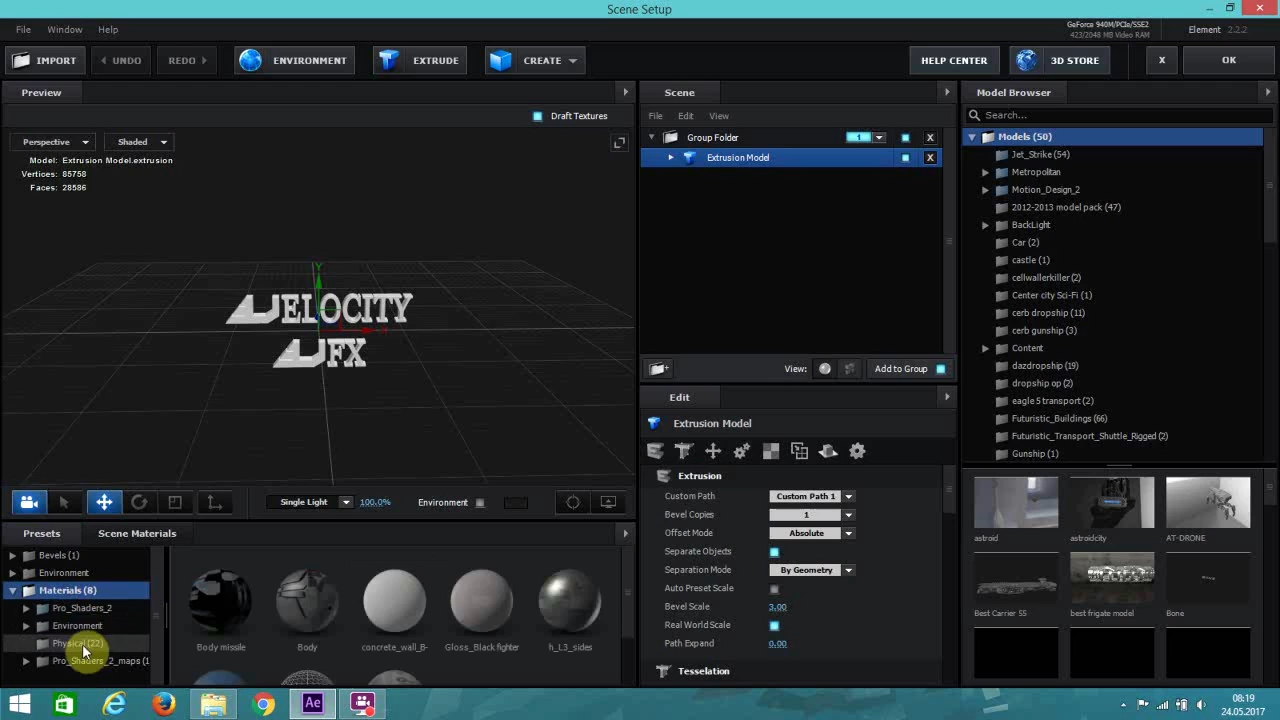 Scene Setup
File Window Help
GeForce 940M/PCIe/SSE2
423/2048 MB Video RAM
Element 2.2.2
IMPORT UNDO REDO ENVIRONMENT EXTRUDE CREATE HELP CENTER 3D STORE X OK
Preview
Draft Textures
Perspective Shaded
Model: Extrusion Model.extrusion
Vertices: 85758
Faces: 28586
Y
ELOCITY
FX
Single Light 100.0% Environment
Presets Scene Materials
Bevels (1)
Environment
Materials (8)
Pro_Shaders_2
Environment
Physical (22)
Pro_Shaders_2_maps (1
Body missile Body concrete_wall_B- Gloss_Black fighter h_L3_sides
Scene
File Edit View
Group Folder 1 X
Extrusion Model X
View: Add to Group
Edit
Extrusion Model
Extrusion
Custom Path Custom Path 1
Bevel Copies 1
Offset Mode Absolute
Separate Objects
Separation Mode By Geometry
Auto Preset Scale
Bevel Scale 3.00
Real World Scale
Path Expand 0.00
Tesselation
Model Browser
Search...
Models (50)
Jet_Strike (54)
Metropolitan
Motion_Design_2
2012-2013 model pack (47)
BackLight
Car (2)
castle (1)
cellwallerkiller (2)
Center city Sci-Fi (1)
cerb dropship (11)
cerb gunship (3)
Content
dazdropship (19)
dropship op (2)
eagle 5 transport (2)
Futuristic_Buildings (66)
Futuristic_Transport_Shuttle_Rigged (2)
Gunship (1)
astroid astroidcity AT-DRONE
Best Carrier S5 best frigate model Bone
Ae
08:19
24.05.2017